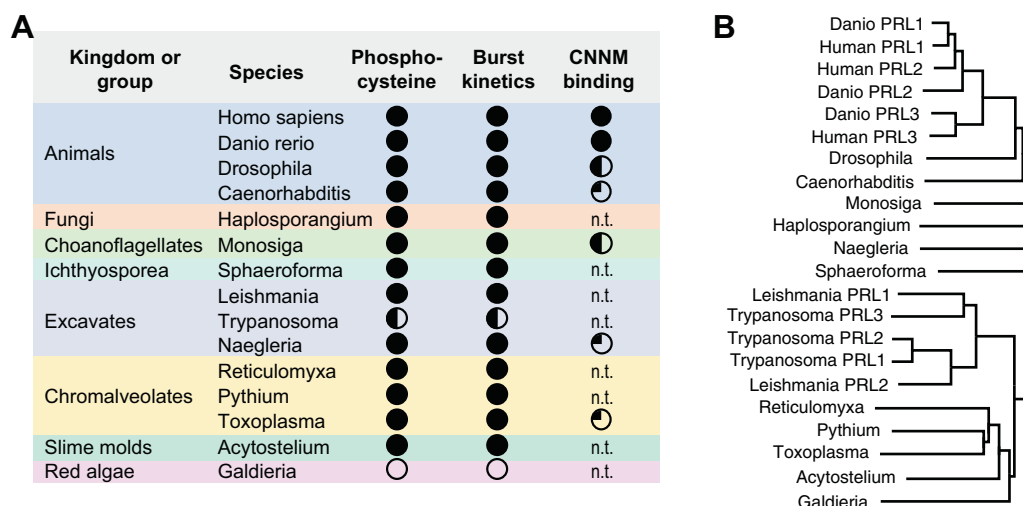 A
Kingdom or group Species Phospho-cysteine Burst kinetics CNNM binding
Animals
Homo sapiens
Danio rerio
Drosophila
Caenorhabditis
Fungi Haplosporangium n.t.
Choanoflagellates Monosiga
Ichthyosporea Sphaeroforma n.t.
Excavates
Leishmania n.t.
Trypanosoma n.t.
Naegleria
Chromalveolates
Reticulomyxa n.t.
Pythium n.t.
Toxoplasma
Slime molds Acytostelium n.t.
Red algae Galdieria n.t.
B
Danio PRL1
Human PRL1
Human PRL2
Danio PRL2
Danio PRL3
Human PRL3
Drosophila
Caenorhabditis
Monosiga
Haplosporangium
Naegleria
Sphaeroforma
Leishmania PRL1
Trypanosoma PRL3
Trypanosoma PRL2
Trypanosoma PRL1
Leishmania PRL2
Reticulomyxa
Pythium
Toxoplasma
Acytostelium
Galdieria